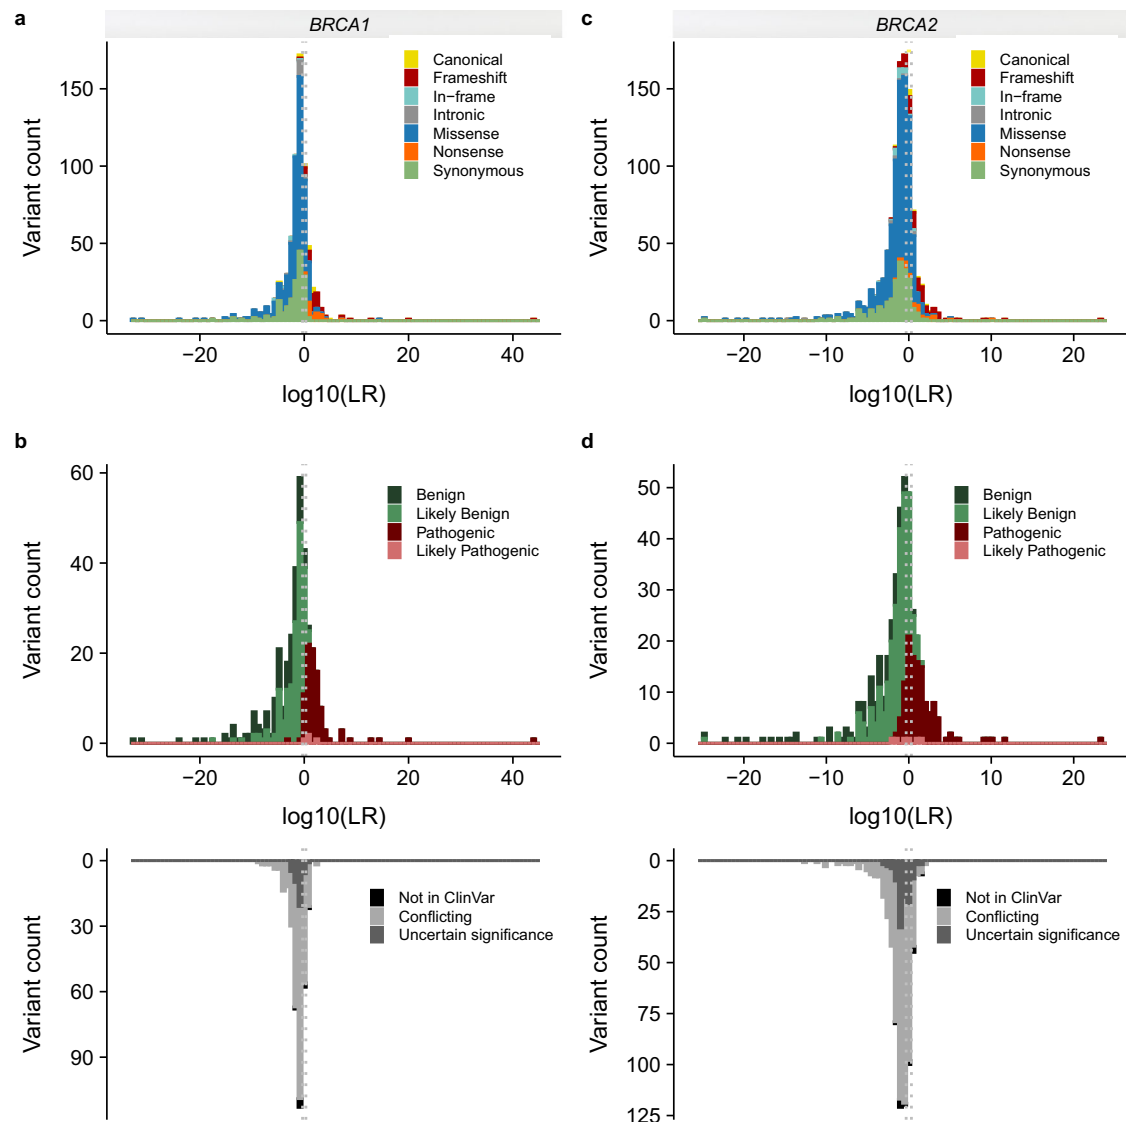 a
BRCA1
Canonical
Frameshift
In−frame
Intronic
Missense
Nonsense
Synonymous
150
100
50
0
Variant count
−20
0
20
40
log10(LR)
c
BRCA2
Canonical
Frameshift
In−frame
Intronic
Missense
Nonsense
Synonymous
150
100
50
0
Variant count
−20
−10
0
10
20
log10(LR)
b
Benign
Likely Benign
Pathogenic
Likely Pathogenic
60
40
20
0
Variant count
−20
0
20
40
log10(LR)
0
30
60
90
Variant count
Not in ClinVar
Conflicting
Uncertain significance
d
Benign
Likely Benign
Pathogenic
Likely Pathogenic
50
40
30
20
10
0
Variant count
−20
−10
0
10
20
log10(LR)
0
25
50
75
100
125
Variant count
Not in ClinVar
Conflicting
Uncertain significance